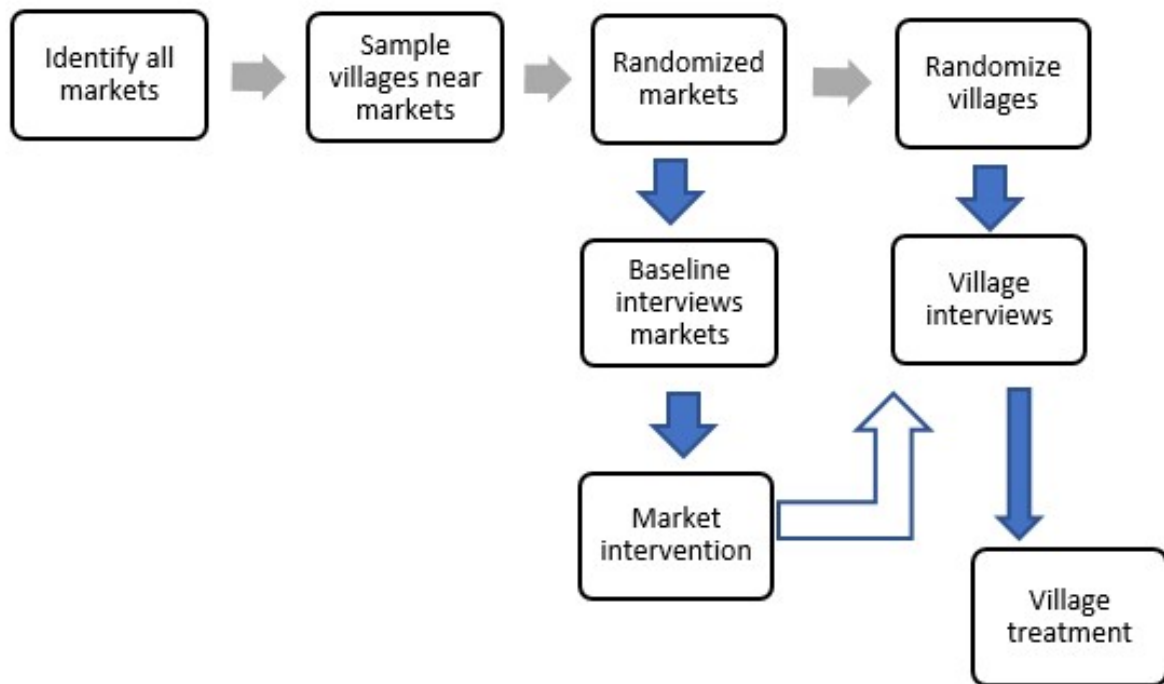 Identify all
markets
Sample
villages near
markets
Randomized
markets
Randomize
villages
Baseline
interviews
markets
Village
interviews
Market
intervention
Village
treatment